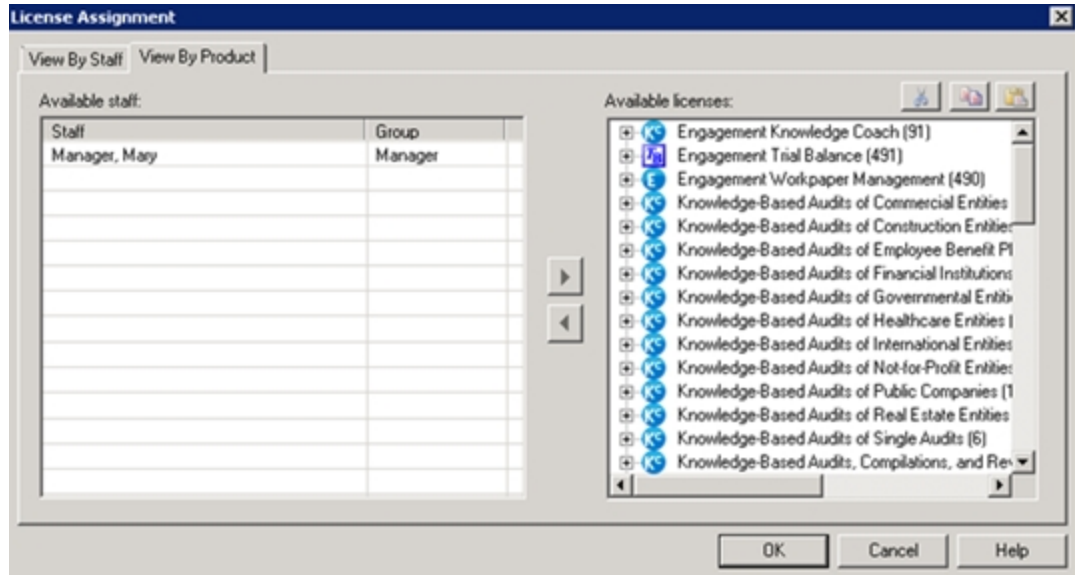 License Assignment
View By Staff View By Product
Available staff:
Available licenses:
Staff Group
Manager, Mary Manager
Engagement Knowledge Coach (91)
Engagement Trial Balance (491)
Engagement Workpaper Management (490)
Knowledge-Based Audits of Commercial Entities
Knowledge-Based Audits of Construction Entities
Knowledge-Based Audits of Employee Benefit Pl
Knowledge-Based Audits of Financial Institutions
Knowledge-Based Audits of Governmental Entiti
Knowledge-Based Audits of Healthcare Entities (
Knowledge-Based Audits of International Entities
Knowledge-Based Audits of Not-for-Profit Entities
Knowledge-Based Audits of Public Companies (1
Knowledge-Based Audits of Real Estate Entities
Knowledge-Based Audits of Single Audits (6)
Knowledge-Based Audits, Compilations, and Rev
OK Cancel Help